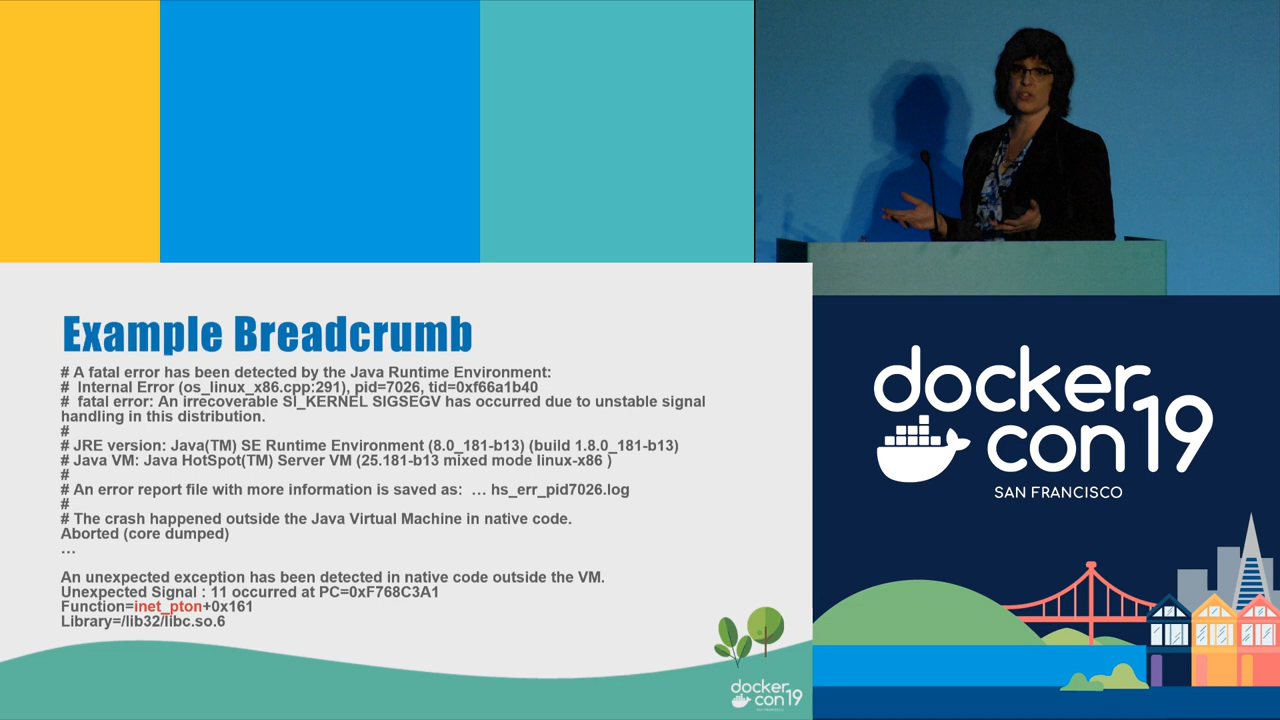 Example Breadcrumb
# A fatal error has been detected by the Java Runtime Environment:
# Internal Error (os_linux_x86.cpp:291), pid=7026, tid=0xf66a1b40
# fatal error: An irrecoverable SI_KERNEL SIGSEGV has occurred due to unstable signal
handling in this distribution.
#
# JRE version: Java(TM) SE Runtime Environment (8.0_181-b13) (build 1.8.0_181-b13)
# Java VM: Java HotSpot(TM) Server VM (25.181-b13 mixed mode linux-x86 )
#
# An error report file with more information is saved as: … hs_err_pid7026.log
#
# The crash happened outside the Java Virtual Machine in native code.
Aborted (core dumped)
…
An unexpected exception has been detected in native code outside the VM.
Unexpected Signal : 11 occurred at PC=0xF768C3A1
Function=inet_pton+0x161
Library=/lib32/libc.so.6
docker
con19
SAN FRANCISCO
docker
con 19
SAN FRANCISCO